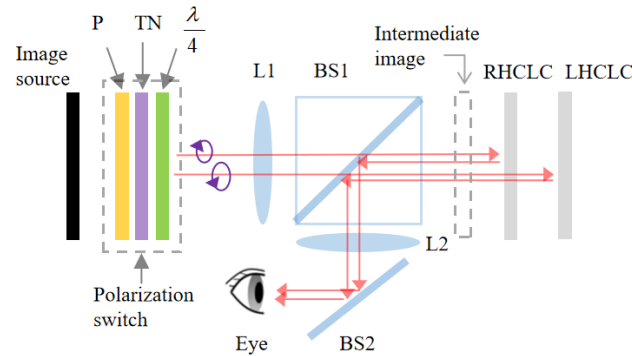 P TN λ/4
Image
source
L1
BS1
Intermediate
image
RHCLC LHCLC
L2
Polarization
switch
Eye
BS2